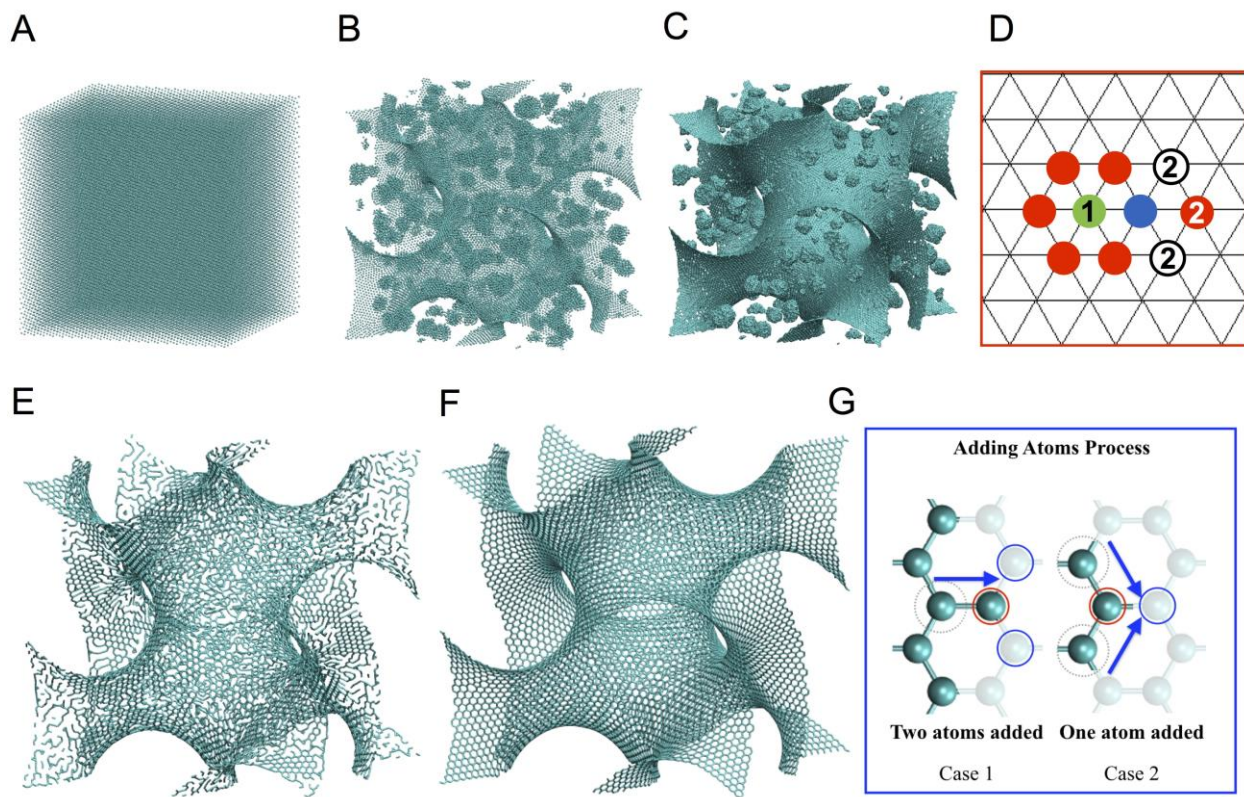 A
B
C
D
1
2
2
2
E
F
G
Adding Atoms Process
Two atoms added
One atom added
Case 1
Case 2